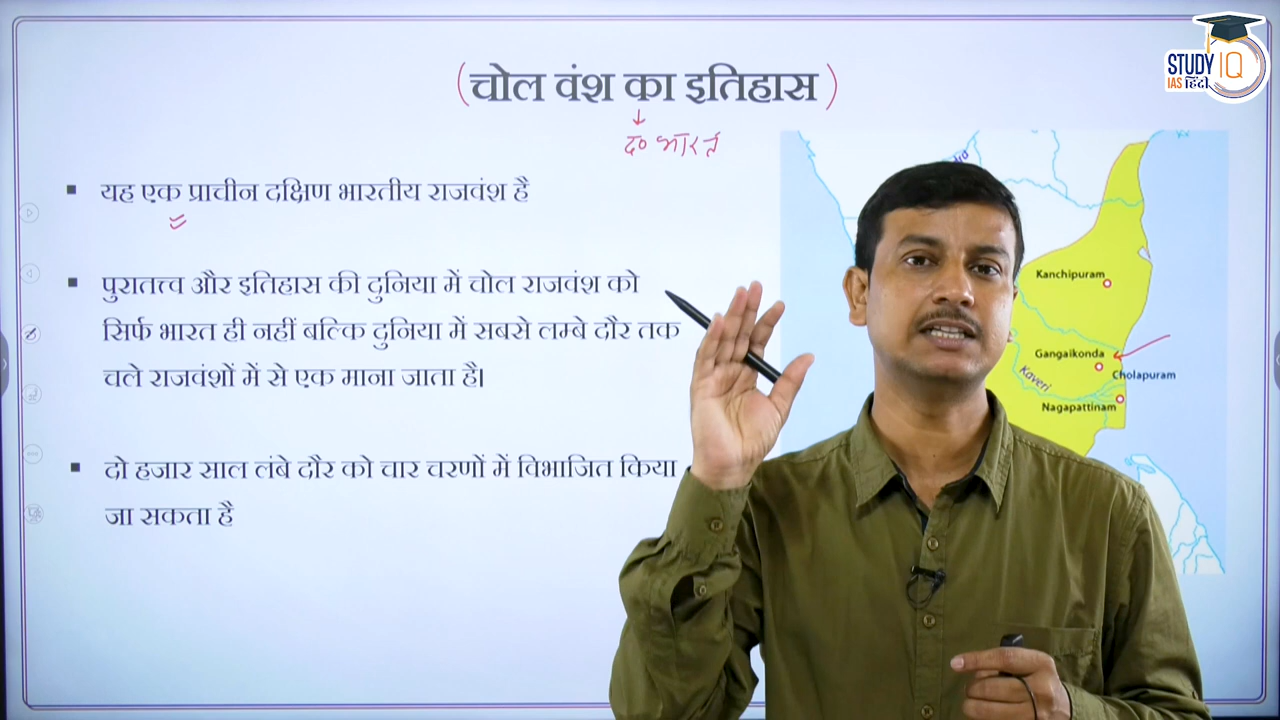 STUDY IQ
IAS हिंदी
(चोल वंश का इतिहास)
द० भारत
▪ यह एक प्राचीन दक्षिण भारतीय राजवंश है
▪ पुरातत्त्व और इतिहास की दुनिया में चोल राजवंश को
सिर्फ भारत ही नहीं बल्कि दुनिया में सबसे लम्बे दौर तक
चले राजवंशों में से एक माना जाता है।
▪ दो हजार साल लंबे दौर को चार चरणों में विभाजित किया
जा सकता है
Kanchipuram
Gangaikonda
Cholapuram
Kaveri
Nagapattinam